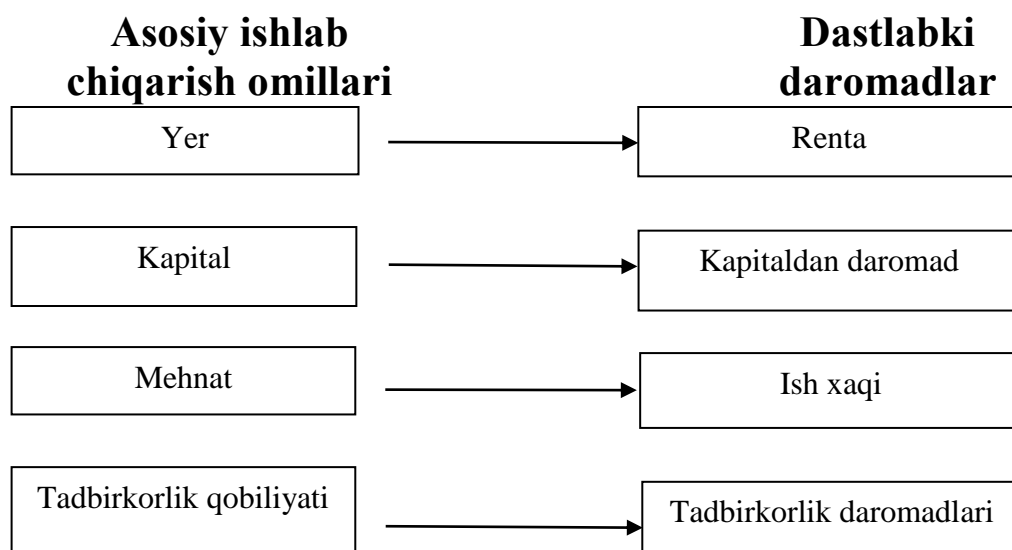 Asosiy ishlab
chiqarish omillari
Dastlabki
daromadlar
Yer
Renta
Kapital
Kapitaldan daromad
Mehnat
Ish xaqi
Tadbirkorlik qobiliyati
Tadbirkorlik daromadlari